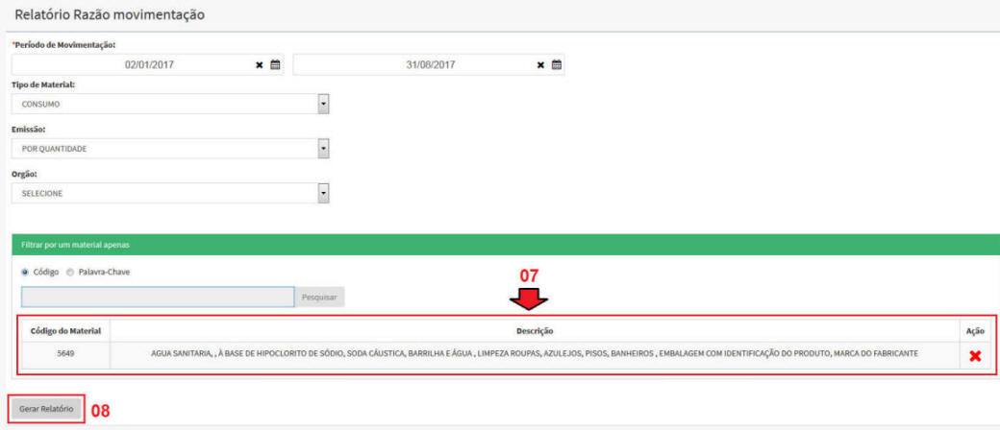 Relatório Razão movimentação
*Período de Movimentação:
02/01/2017 31/08/2017
Tipo de Material:
CONSUMO
Emissão:
POR QUANTIDADE
Orgão:
SELECIONE
Filtrar por um material apenas
Código Palavra-Chave
07
Pesquisar
Código do Material Descrição Ação
5649 AGUA SANITARIA, , À BASE DE HIPOCLORITO DE SÓDIO, SODA CÁUSTICA, BARRILHA E ÁGUA , LIMPEZA ROUPAS, AZULEJOS, PISOS, BANHEIROS , EMBALAGEM COM IDENTIFICAÇÃO DO PRODUTO, MARCA DO FABRICANTE
Gerar Relatório 08